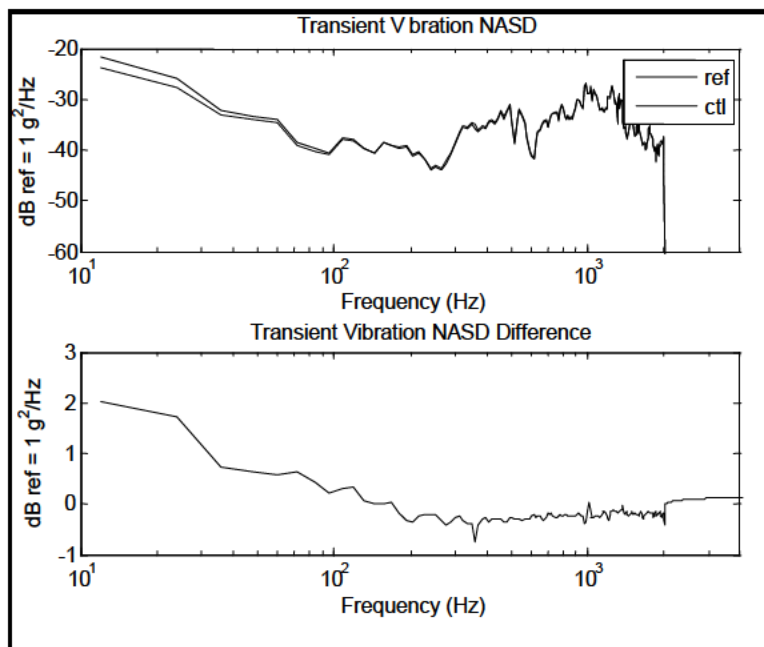 Transient V bration NASD
-20
-30
-40
-50
-60
dB ref = 1 g²/Hz
ref
ctl
10¹
10²
10³
Frequency (Hz)
Transient Vibration NASD Difference
3
2
1
0
-1
dB ref = 1 g²/Hz
10¹
10²
10³
Frequency (Hz)